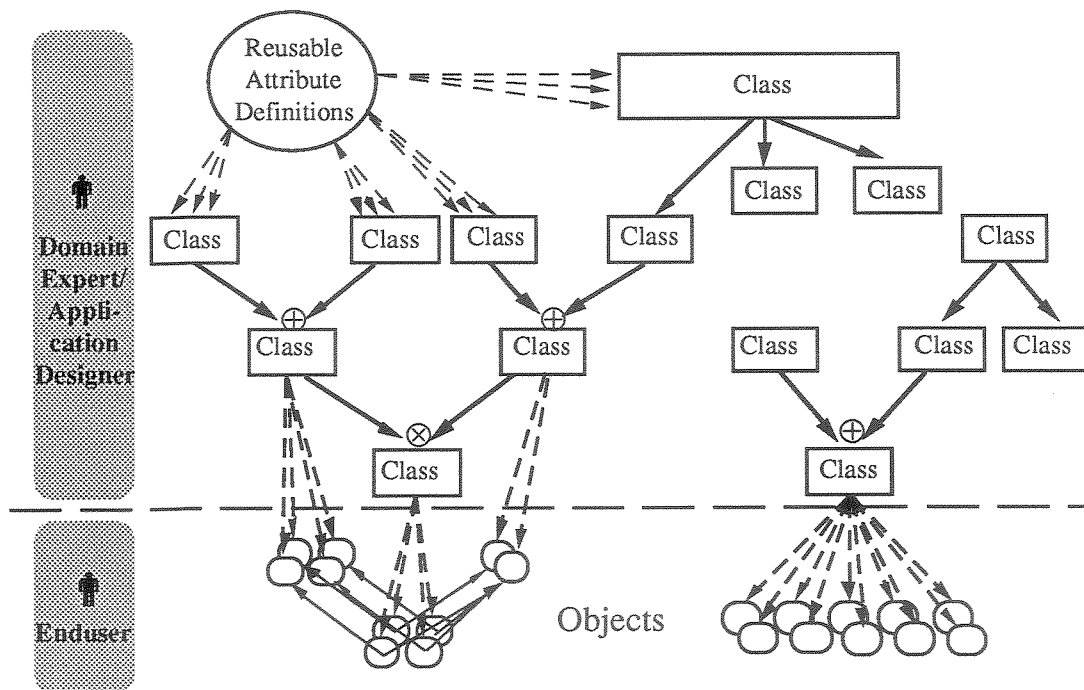 Reusable
Attribute
Definitions
Class
Class
Class
Class
Class
Class
Class
Class
Domain
Expert/
Appli-
cation
Designer
Class
Class
Class
Class
Class
Class
Class
Enduser
Objects